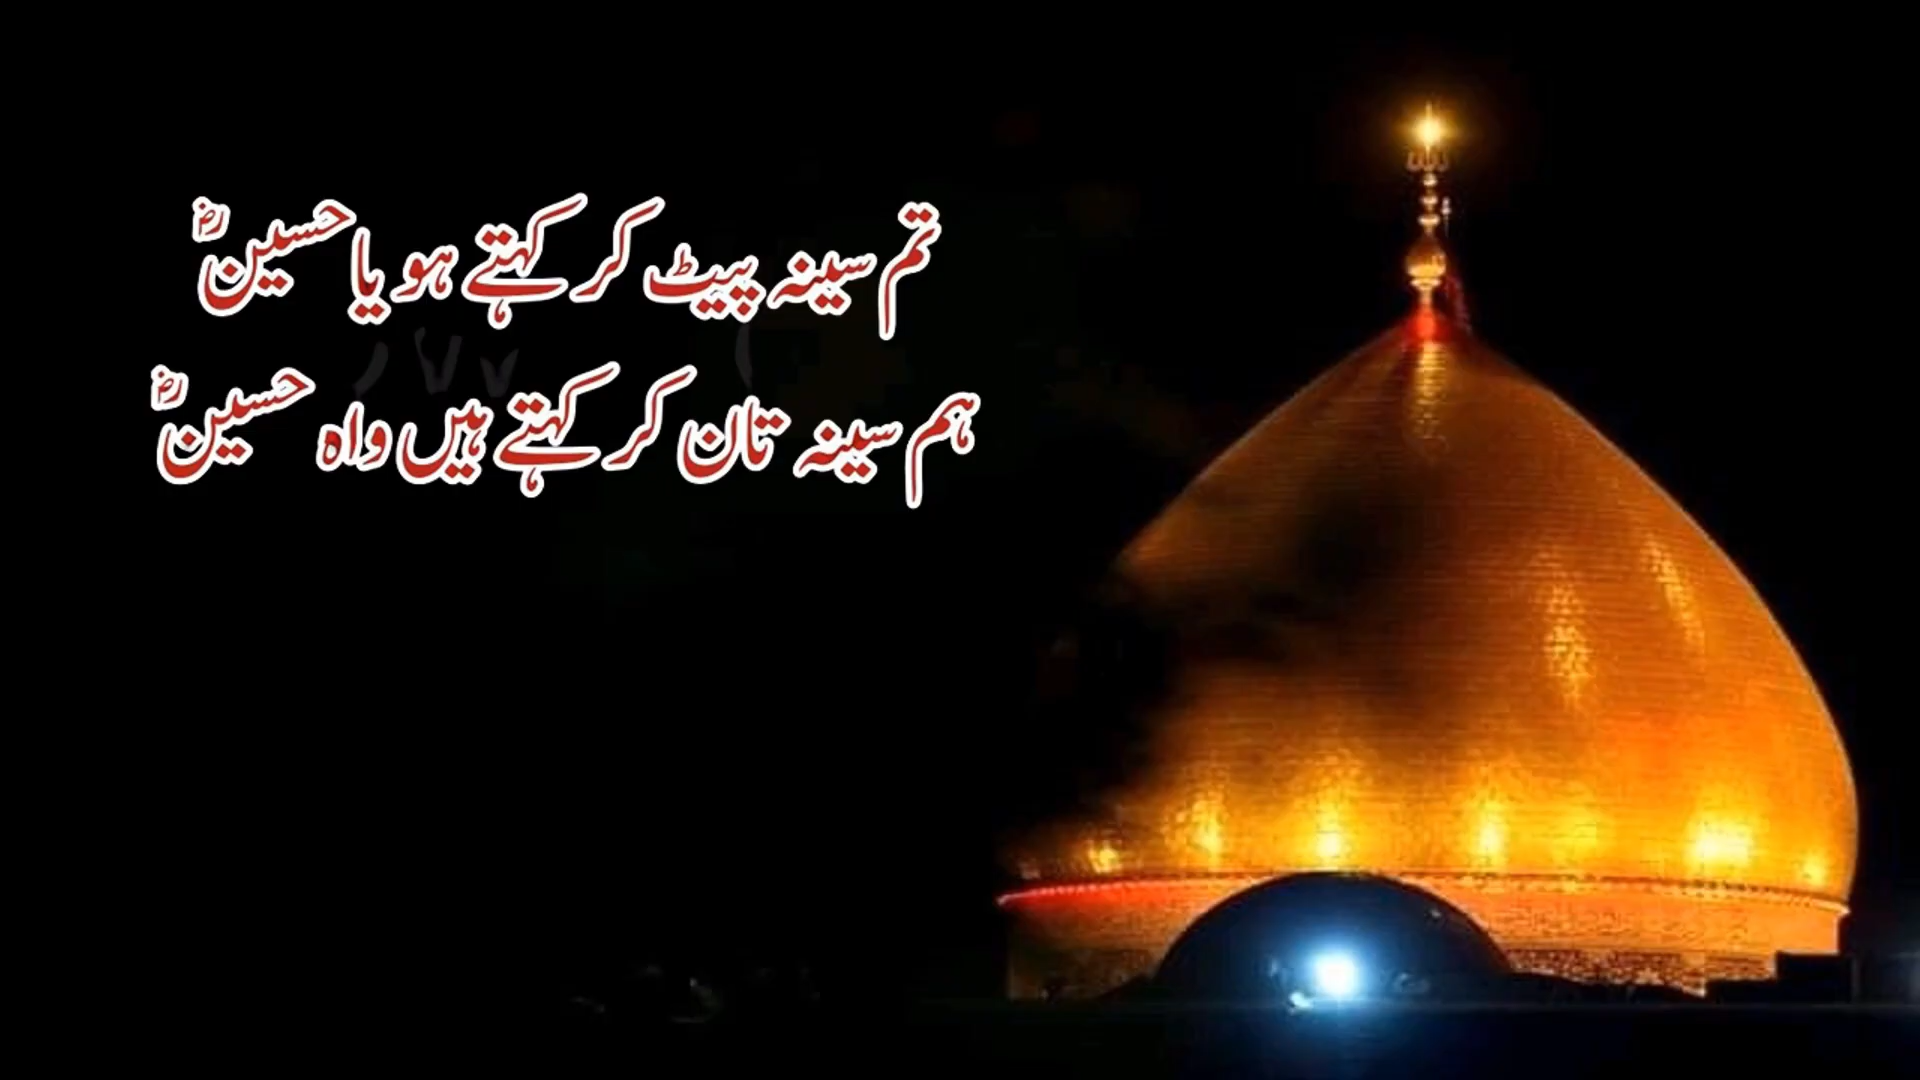 تم سینہ پیٹ کر کہتے ہو یا حسینؓ
ہم سینہ تان کر کہتے ہیں واہ حسینؓ